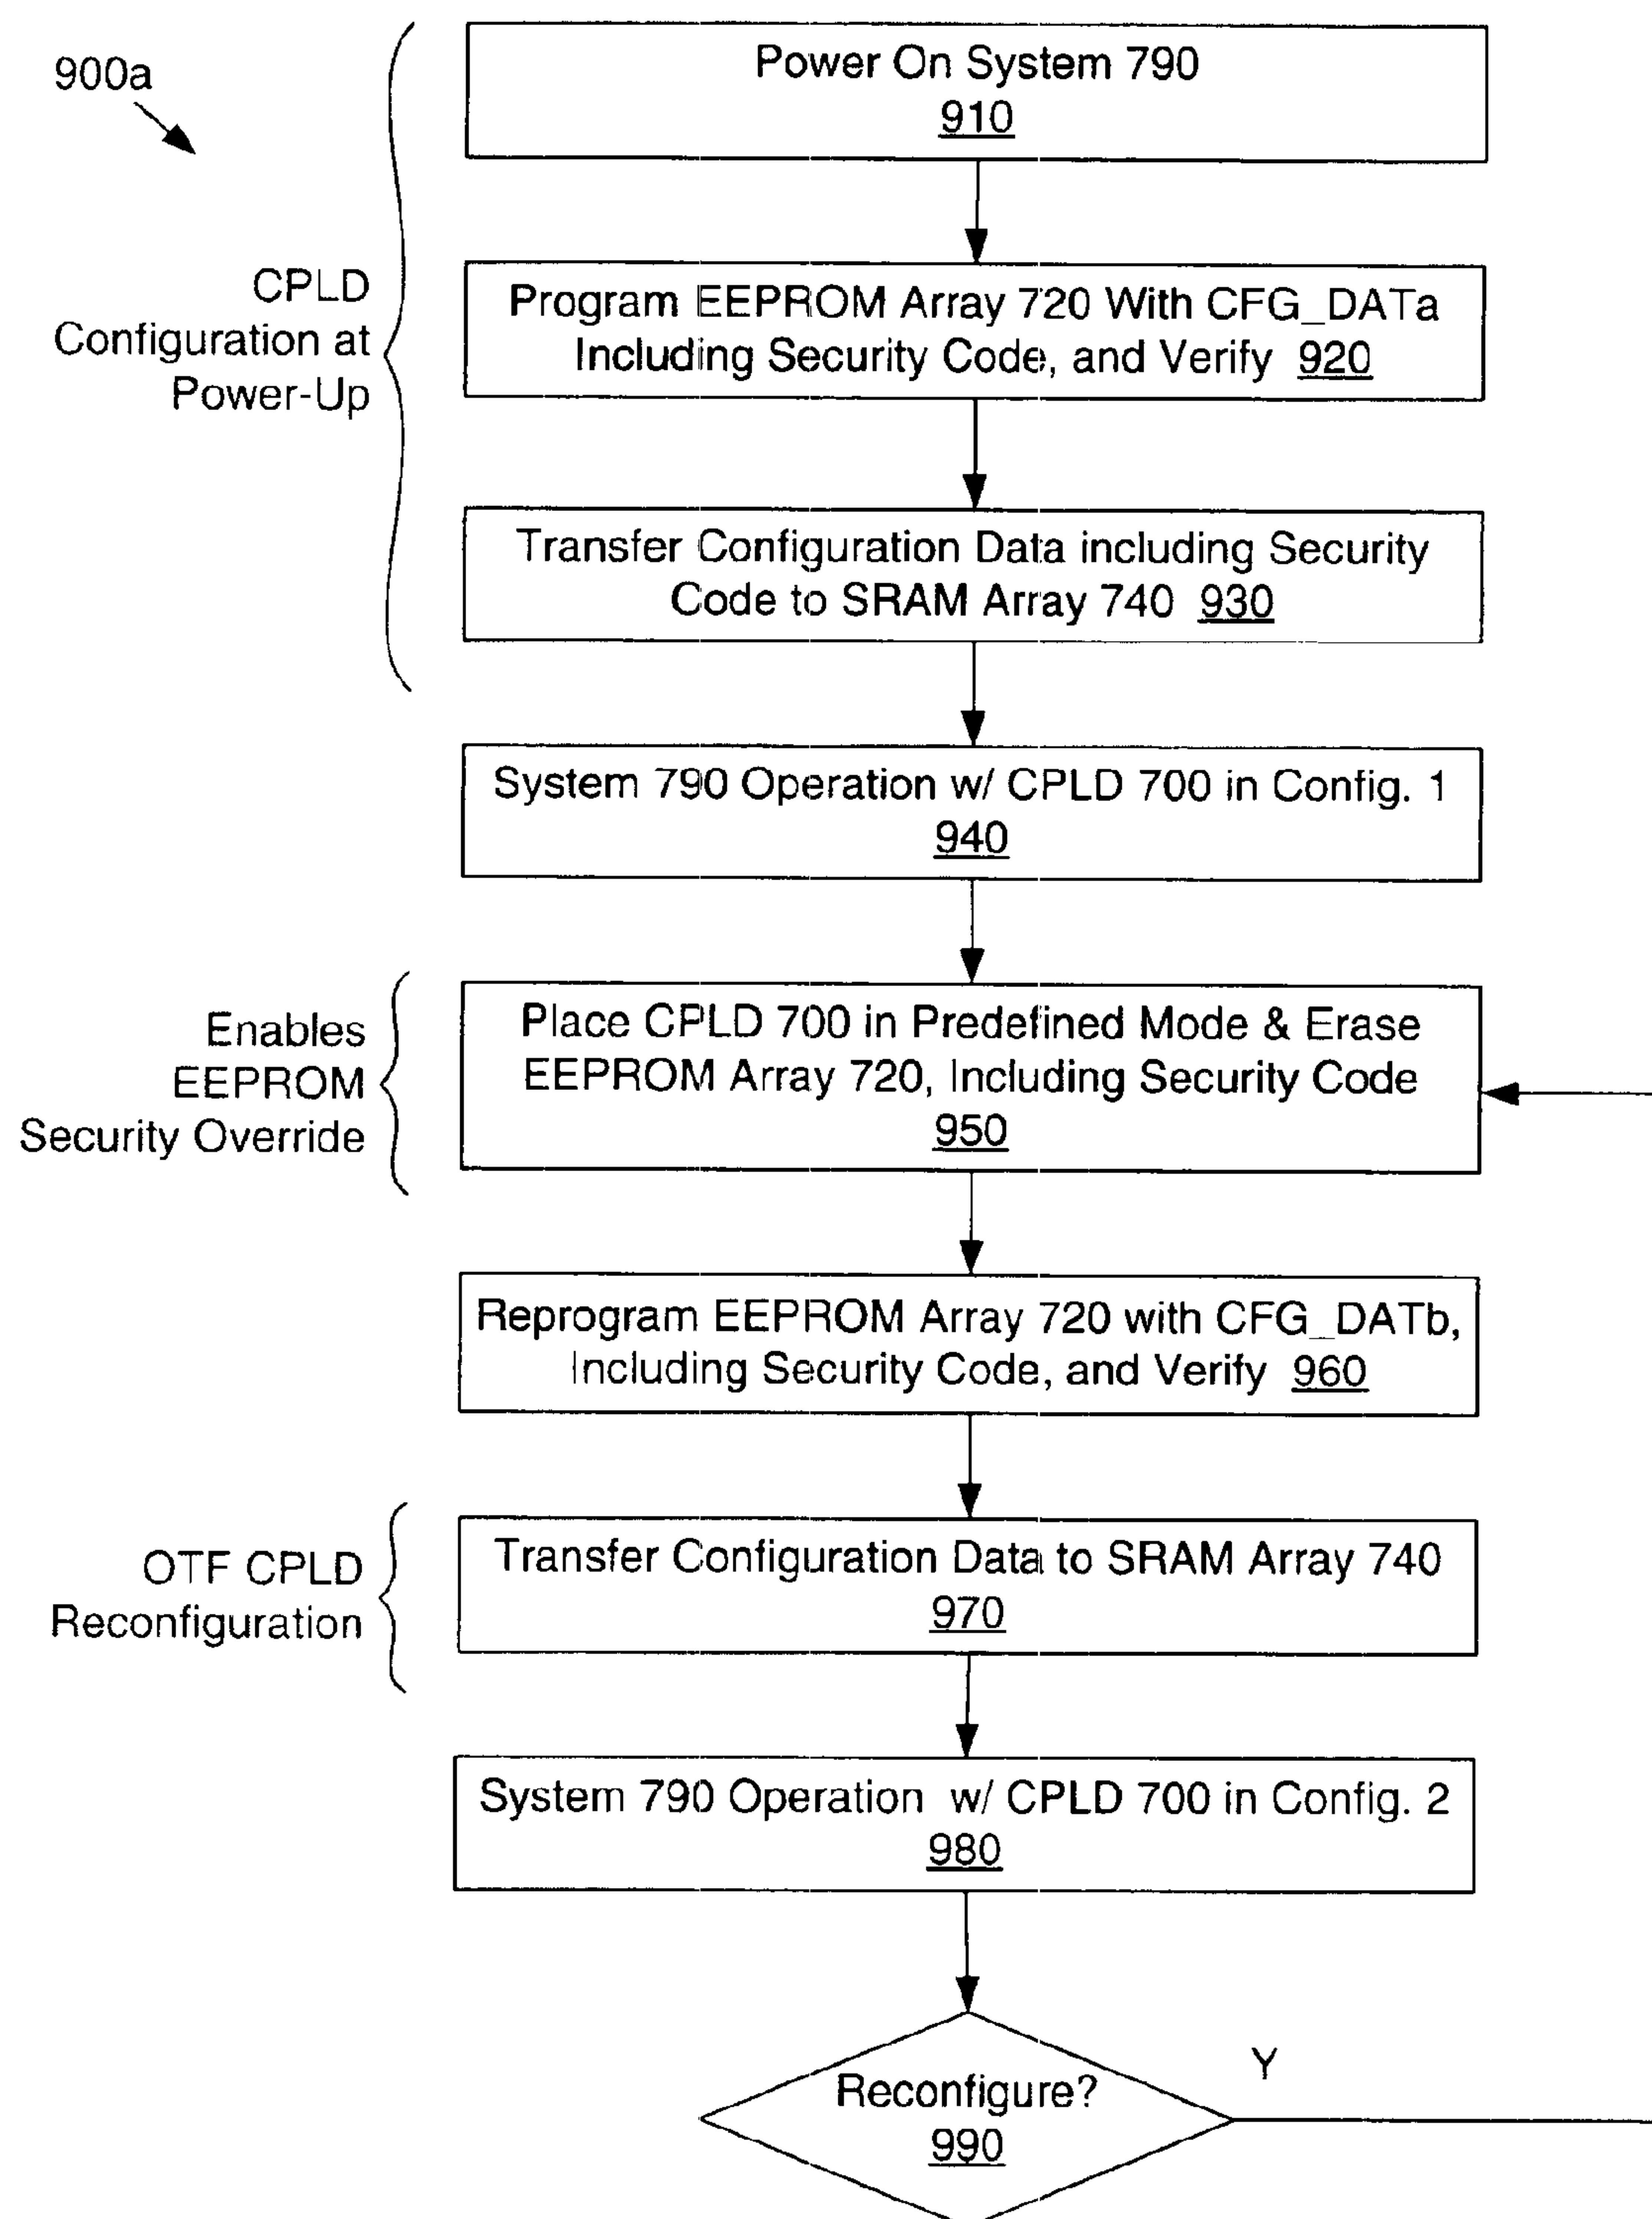 900a
Power On System 790
910
CPLD
Configuration at
Power-Up
Program EEPROM Array 720 With CFG_DATa
Including Security Code, and Verify 920
Transfer Configuration Data including Security
Code to SRAM Array 740 930
System 790 Operation w/ CPLD 700 in Config. 1
940
Enables
EEPROM
Security Override
Place CPLD 700 in Predefined Mode & Erase
EEPROM Array 720, Including Security Code
950
Reprogram EEPROM Array 720 with CFG_DATb,
Including Security Code, and Verify 960
OTF CPLD
Reconfiguration
Transfer Configuration Data to SRAM Array 740
970
System 790 Operation w/ CPLD 700 in Config. 2
980
Reconfigure?
990
Y